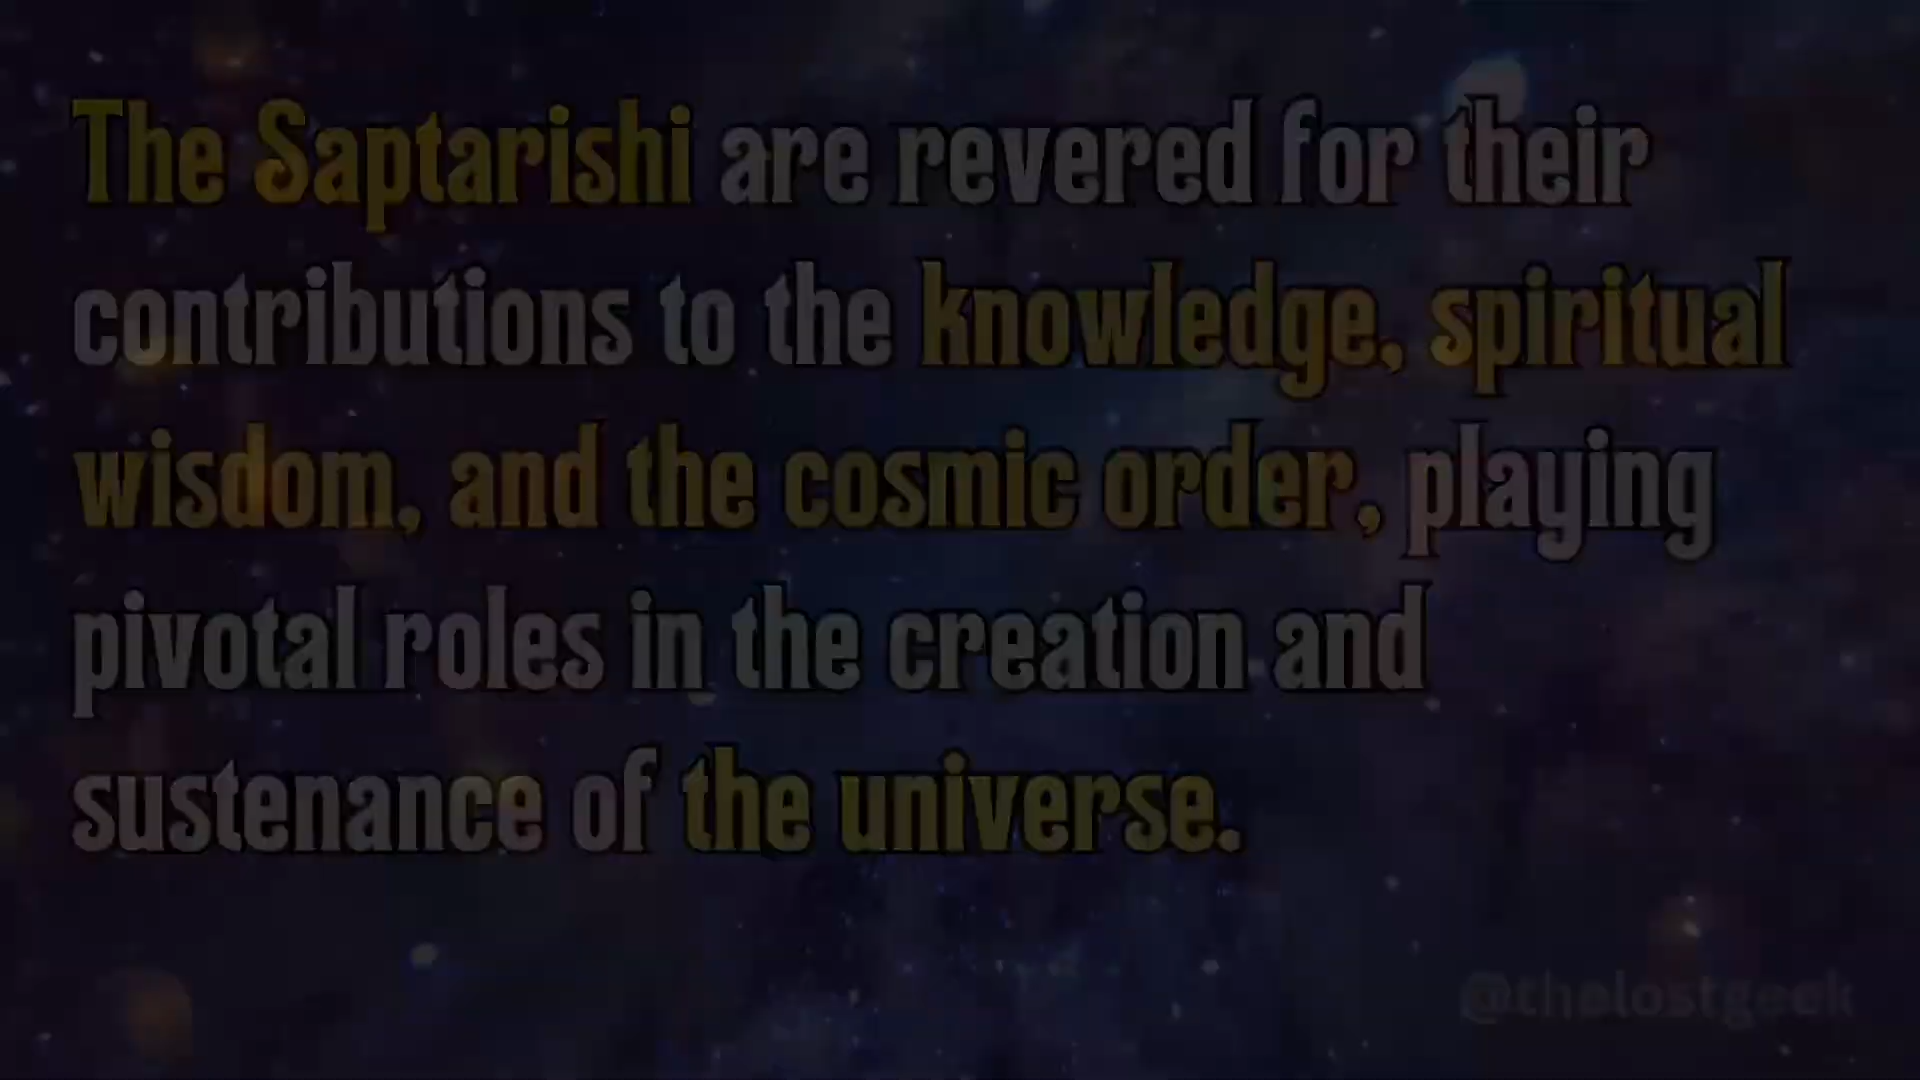 The Saptarishi are revered for their
contributions to the knowledge, spiritual
wisdom, and the cosmic order, playing
pivotal roles in the creation and
sustenance of the universe.
@thelostgeek